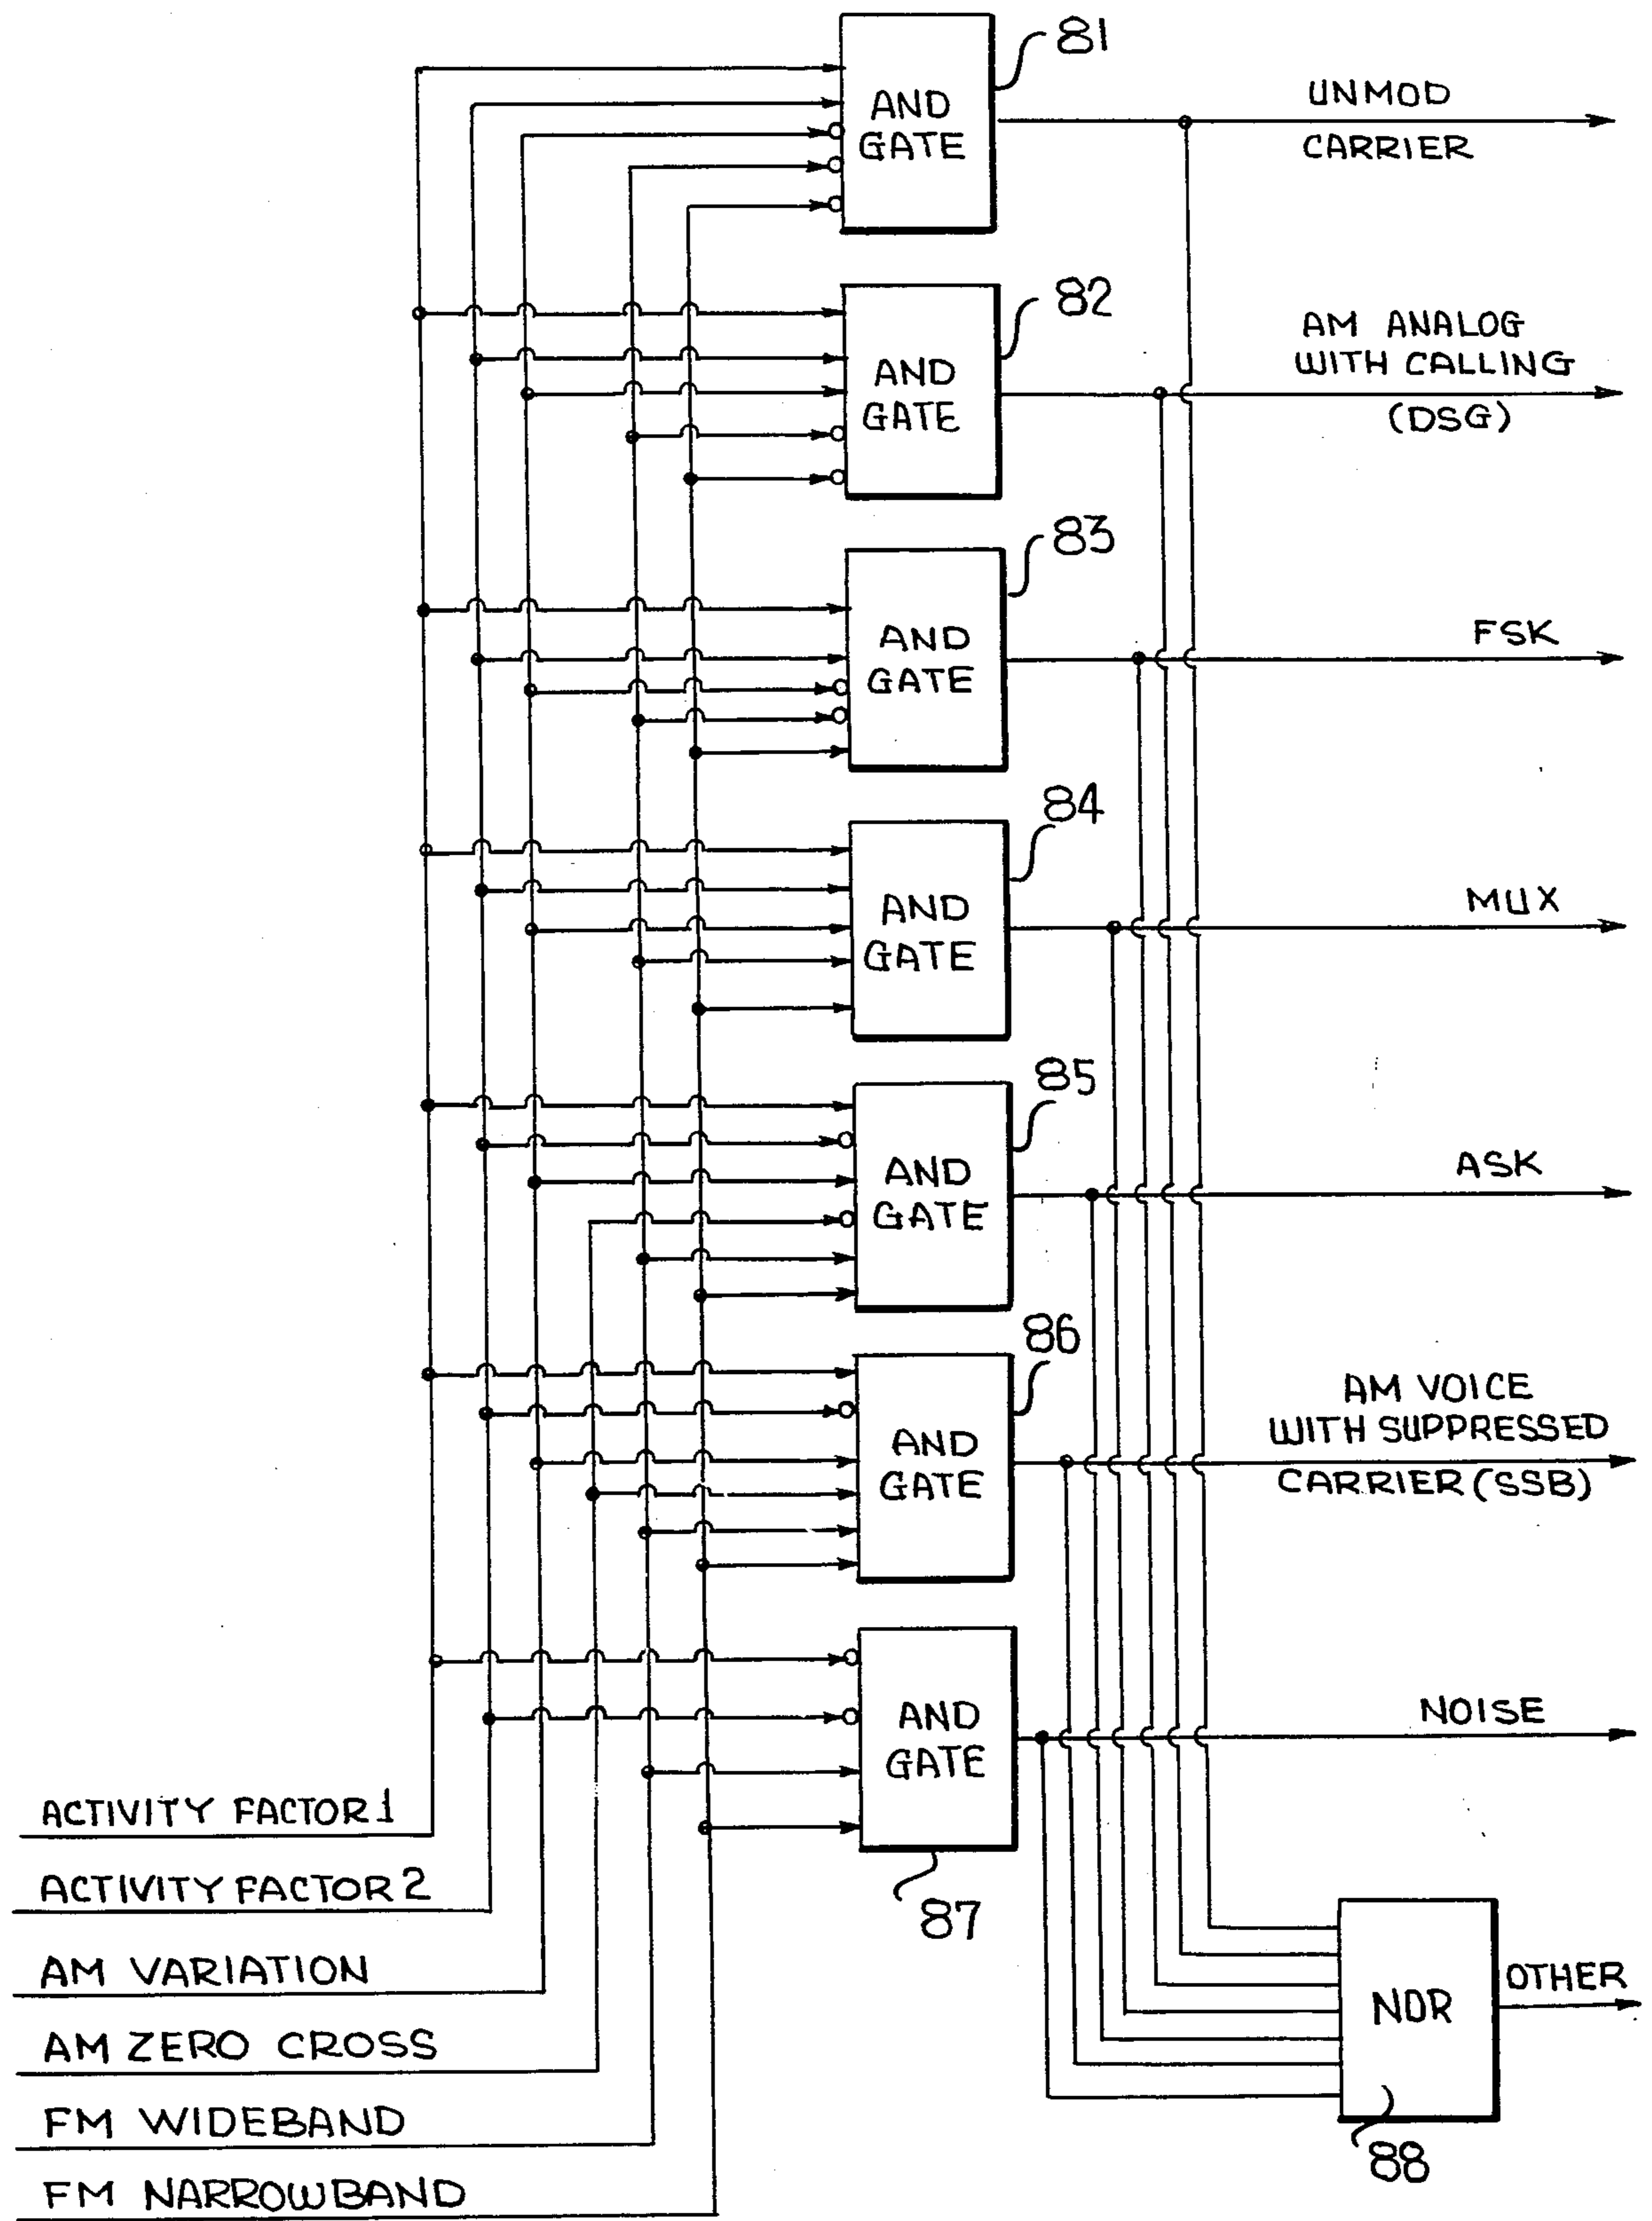 81
AND
GATE
UNMOD
CARRIER
82
AND
GATE
AM ANALOG
WITH CALLING
(DSG)
83
AND
GATE
FSK
84
AND
GATE
MUX
85
AND
GATE
ASK
86
AND
GATE
AM VOICE
WITH SUPPRESSED
CARRIER (SSB)
AND
GATE
NOISE
87
ACTIVITY FACTOR 1
ACTIVITY FACTOR 2
AM VARIATION
AM ZERO CROSS
FM WIDEBAND
FM NARROWBAND
NOR
OTHER
88